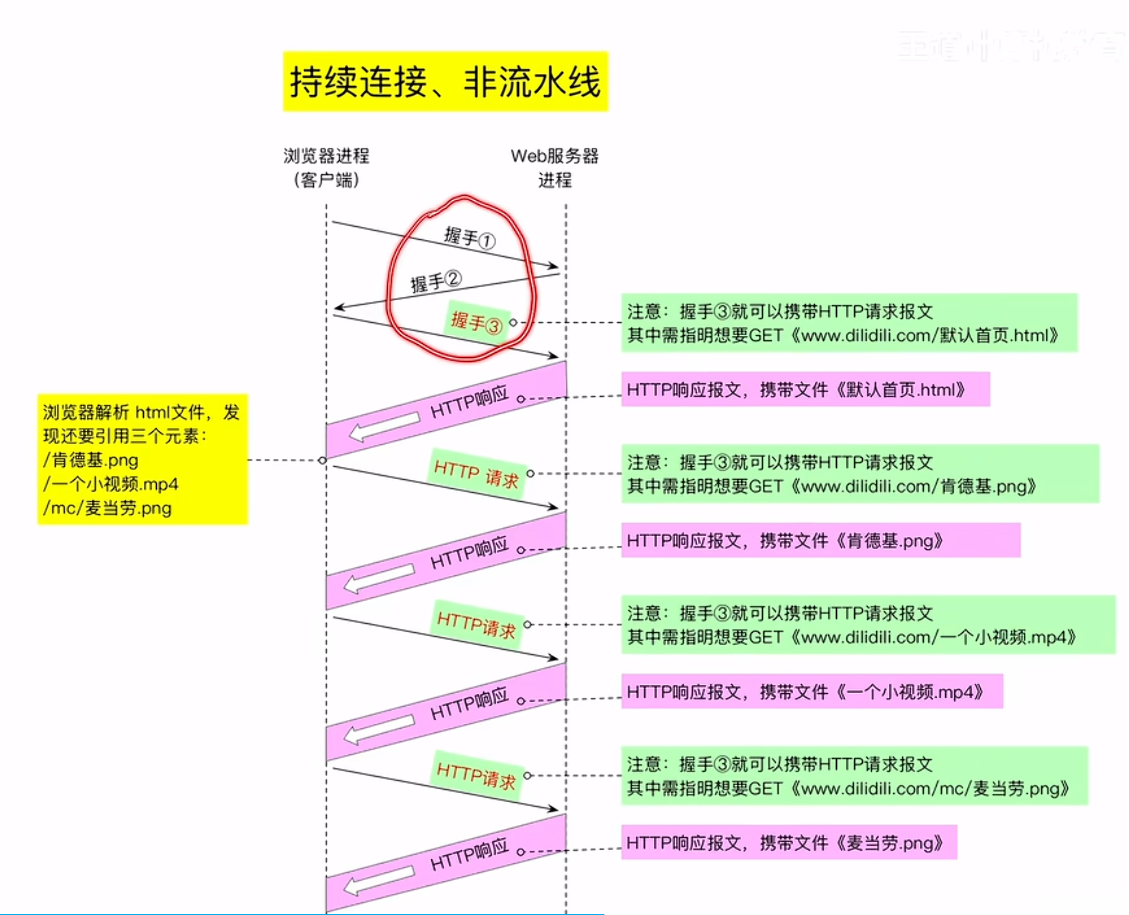 持续连接、非流水线
浏览器进程
(客户端)
Web服务器
进程
握手①
握手②
握手③
注意：握手③就可以携带HTTP请求报文
其中需指明想要GET《www.dilidili.com/默认首页.html》
HTTP响应
HTTP响应报文，携带文件《默认首页.html》
浏览器解析 html文件，发
现还要引用三个元素：
/肯德基.png
/一个小视频.mp4
/mc/麦当劳.png
HTTP 请求
注意：握手③就可以携带HTTP请求报文
其中需指明想要GET《www.dilidili.com/肯德基.png》
HTTP响应
HTTP响应报文，携带文件《肯德基.png》
HTTP请求
注意：握手③就可以携带HTTP请求报文
其中需指明想要GET《www.dilidili.com/一个小视频.mp4》
HTTP响应
HTTP响应报文，携带文件《一个小视频.mp4》
HTTP请求
注意：握手③就可以携带HTTP请求报文
其中需指明想要GET《www.dilidili.com/mc/麦当劳.png》
HTTP响应
HTTP响应报文，携带文件《麦当劳.png》